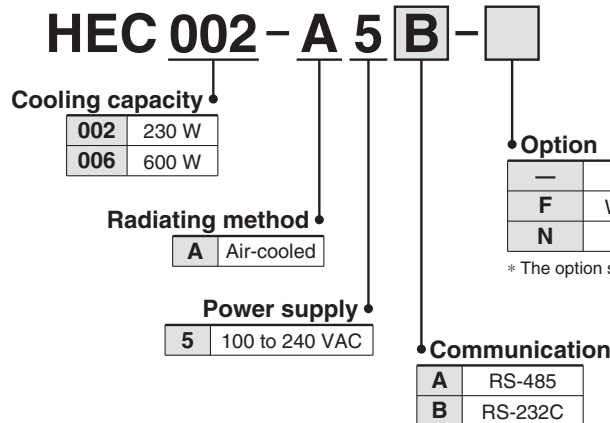 HEC 002 - A 5 B -
Cooling capacity
002 230 W
006 600 W
Option
—
F
N
* The option
Radiating method
A Air-cooled
Power supply
5 100 to 240 VAC
Communication
A RS-485
B RS-232C